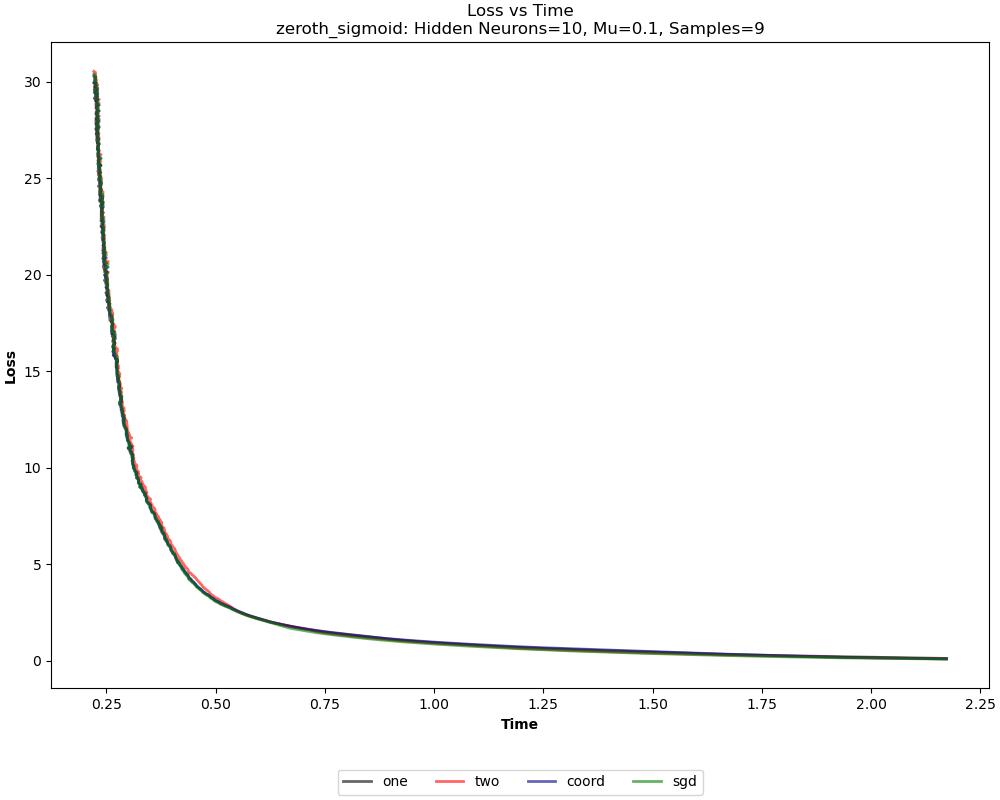 Loss vs Time
zeroth_sigmoid: Hidden Neurons=10, Mu=0.1, Samples=9
30
25
20
15
10
5
0
Loss
0.25 0.50 0.75 1.00 1.25 1.50 1.75 2.00 2.25
Time
one two coord sgd